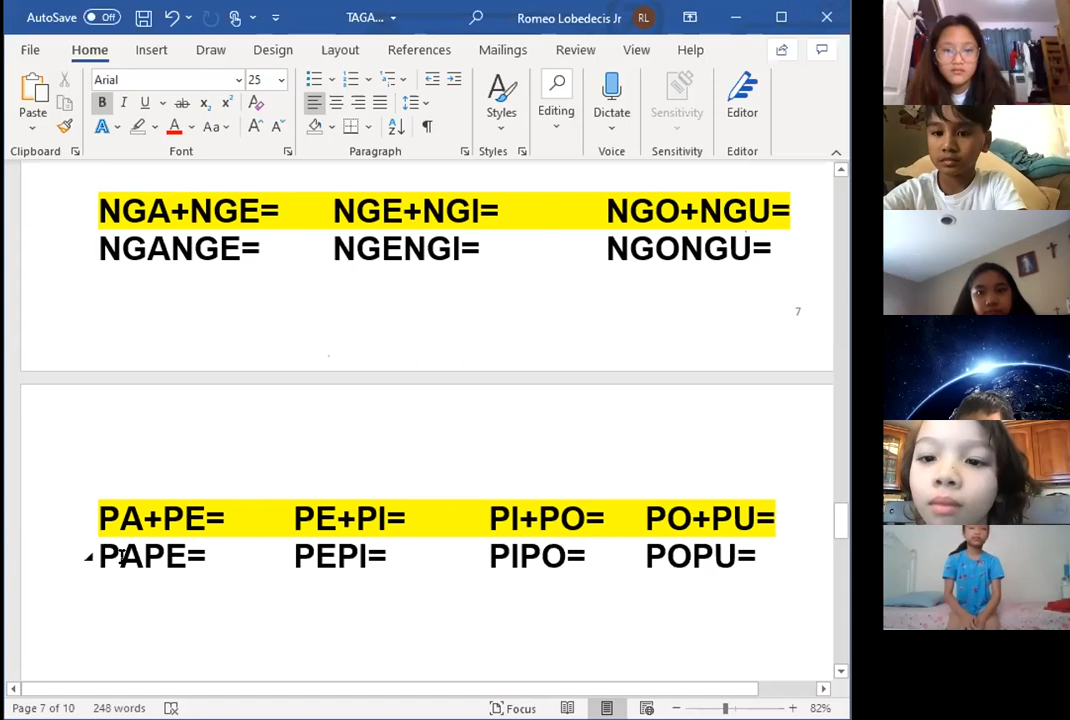 AutoSave Off TAGA... Romeo Lobedecis Jr RL
File Home Insert Draw Design Layout References Mailings Review View Help
Arial 25
Paste Styles Editing Dictate Sensitivity Editor
Clipboard Font Paragraph Styles Voice Sensitivity Editor
NGA+NGE= NGE+NGI= NGO+NGU=
NGANGE= NGENGI= NGONGU=
7
PA+PE= PE+PI= PI+PO= PO+PU=
PAPE= PEPI= PIPO= POPU=
Page 7 of 10 248 words Focus 82%